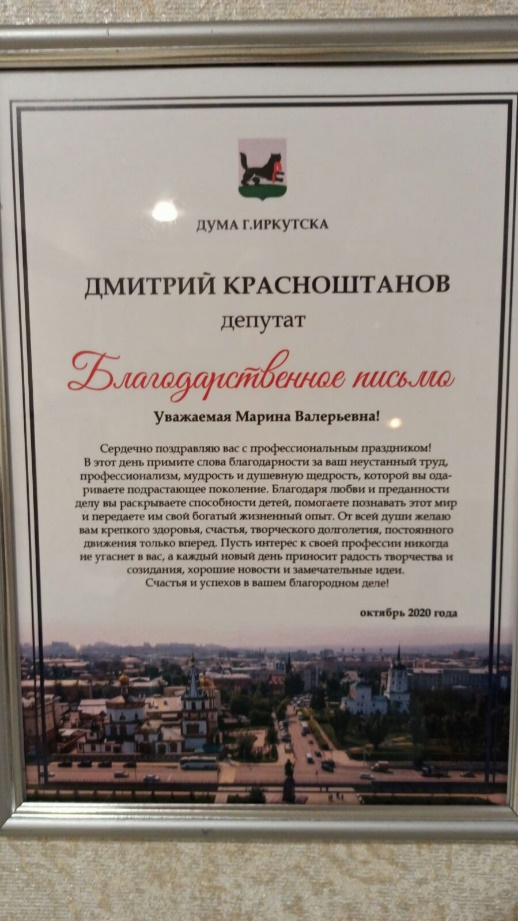 ДУМА Г.ИРКУТСКА
ДМИТРИЙ КРАСНОШТАНОВ
депутат
Благодарственное письмо
Уважаемая Марина Валерьевна!
Сердечно поздравляю вас с профессиональным праздником!
В этот день примите слова благодарности за ваш неустанный труд,
профессионализм, мудрость и душевную щедрость, которой вы ода-
риваете подрастающее поколение. Благодаря любви и преданности
делу вы раскрываете способности детей, помогаете познавать этот мир
и передаете им свой богатый жизненный опыт. От всей души желаю
вам крепкого здоровья, счастья, творческого долголетия, постоянного
движения только вперед. Пусть интерес к своей профессии никогда
не угаснет в вас, а каждый новый день приносит радость творчества и
созидания, хорошие новости и замечательные идеи.
Счастья и успехов в вашем благородном деле!
октябрь 2020 года